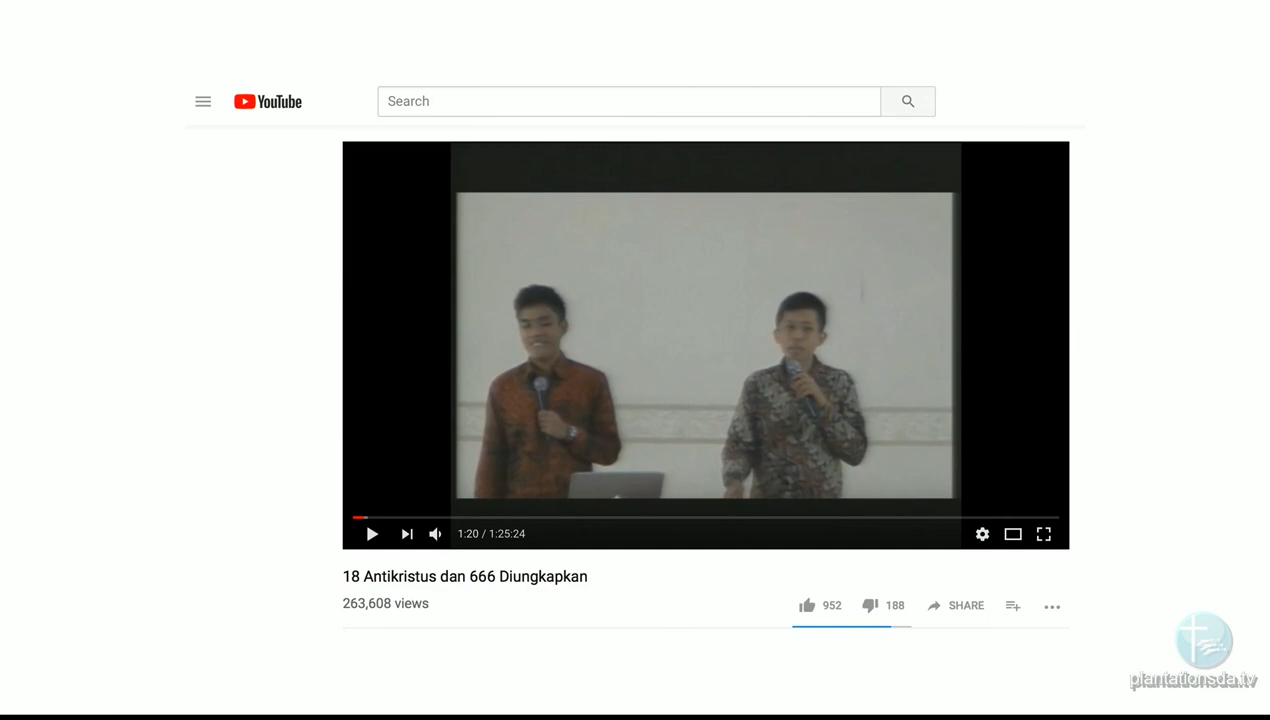 YouTube
Search
1:20 / 1:25:24
18 Antikristus dan 666 Diungkapkan
263,608 views
952
188
SHARE
plantationsda.tv